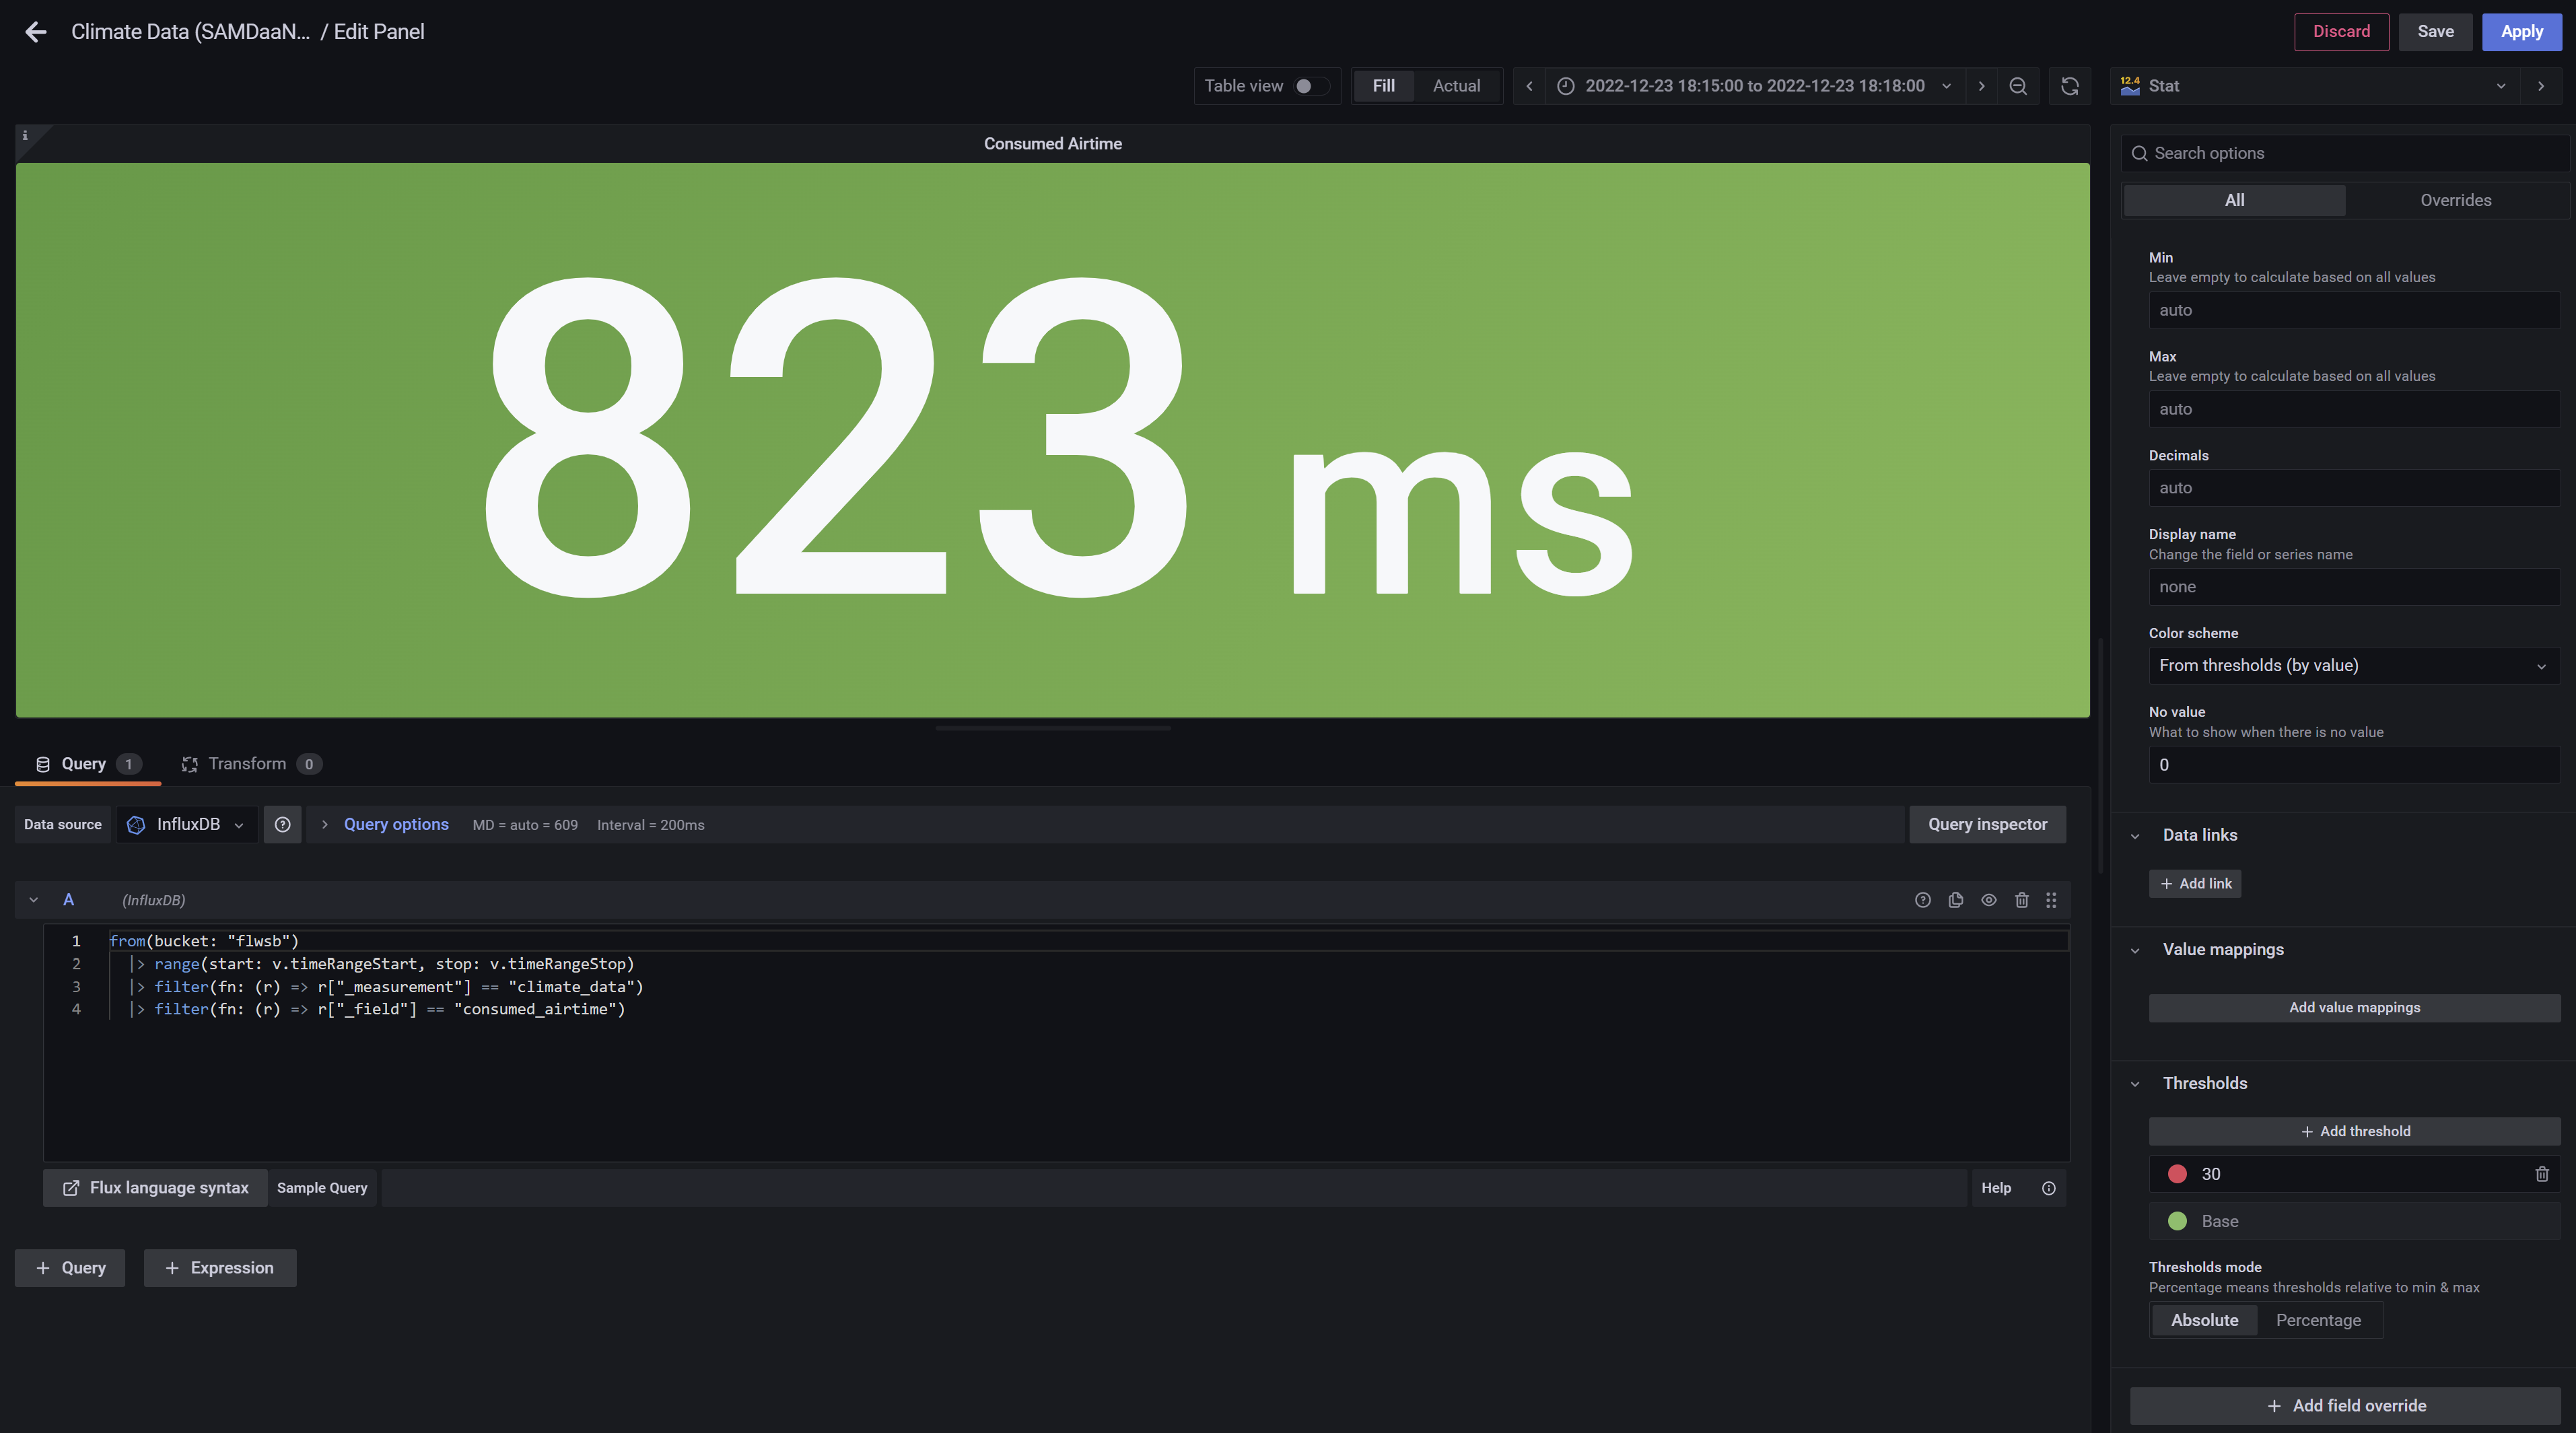 Climate Data (SAMDaaN... / Edit Panel
Discard
Save
Apply
Table view
Fill
Actual
2022-12-23 18:15:00 to 2022-12-23 18:18:00
12.4
Stat
i
Consumed Airtime
823 ms
Search options
All
Overrides
Min
Leave empty to calculate based on all values
auto
Max
Leave empty to calculate based on all values
auto
Decimals
auto
Display name
Change the field or series name
none
Color scheme
From thresholds (by value)
No value
What to show when there is no value
0
Data links
+ Add link
Value mappings
Add value mappings
Thresholds
+ Add threshold
30
Base
Thresholds mode
Percentage means thresholds relative to min & max
Absolute
Percentage
+ Add field override
Query 1
Transform 0
Data source
InfluxDB
Query options
MD = auto = 609
Interval = 200ms
Query inspector
A
(InfluxDB)
1 from(bucket: "flwsb")
2 |> range(start: v.timeRangeStart, stop: v.timeRangeStop)
3 |> filter(fn: (r) => r["_measurement"] == "climate_data")
4 |> filter(fn: (r) => r["_field"] == "consumed_airtime")
Flux language syntax
Sample Query
Help
+ Query
+ Expression